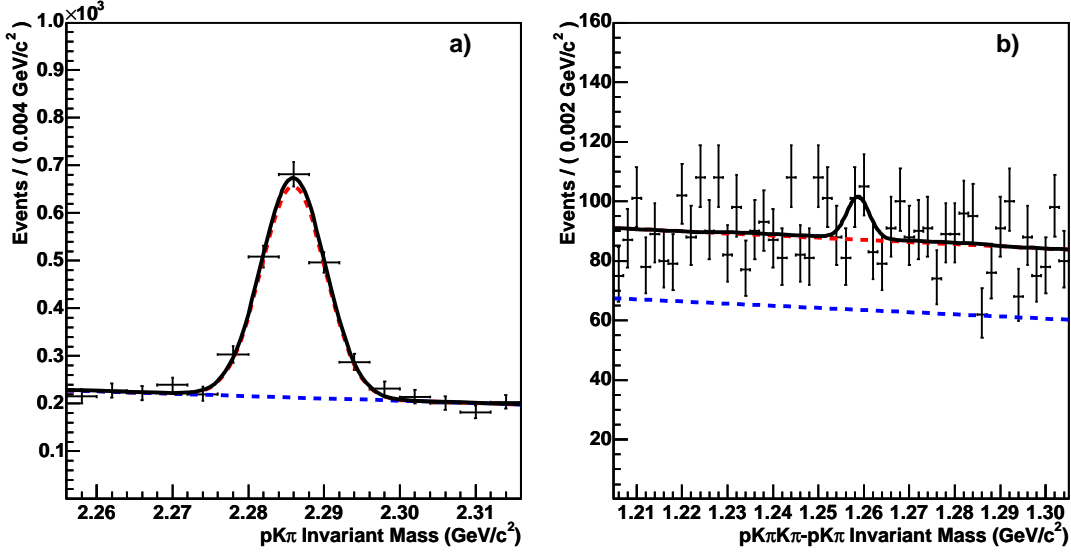 1.0×10³
a)
Events / ( 0.004 GeV/c²)
0.9
0.8
0.7
0.6
0.5
0.4
0.3
0.2
0.1
2.26 2.27 2.28 2.29 2.30 2.31
pKπ Invariant Mass (GeV/c²)
160
b)
Events / ( 0.002 GeV/c²)
140
120
100
80
60
40
20
1.21 1.22 1.23 1.24 1.25 1.26 1.27 1.28 1.29 1.30
pKπKπ-pKπ Invariant Mass (GeV/c²)